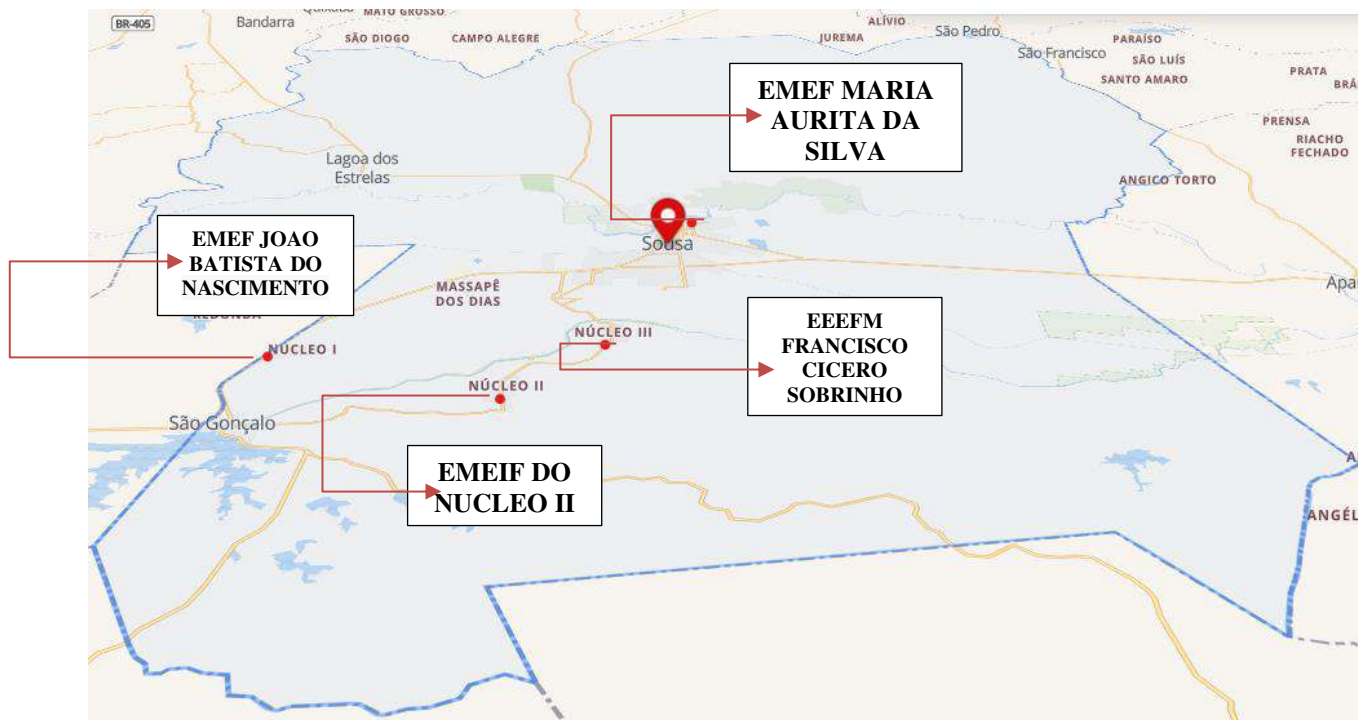 MATO GROSSO
BR-405
Bandarra
SÃO DIOGO
CAMPO ALEGRE
ALÍVIO
JUREMA
São Pedro
São Francisco
PARAÍSO
SÃO LUÍS
SANTO AMARO
PRATA
PRENSA
RIACHO
FECHADO
ANGICO TORTO
EMEF MARIA
AURITA DA
SILVA
Lagoa dos
Estrelas
Sousa
EMEF JOAO
BATISTA DO
NASCIMENTO
MASSAPÊ
DOS DIAS
NÚCLEO I
NÚCLEO III
EEEFM
FRANCISCO
CICERO
SOBRINHO
NÚCLEO II
São Gonçalo
EMEIF DO
NUCLEO II